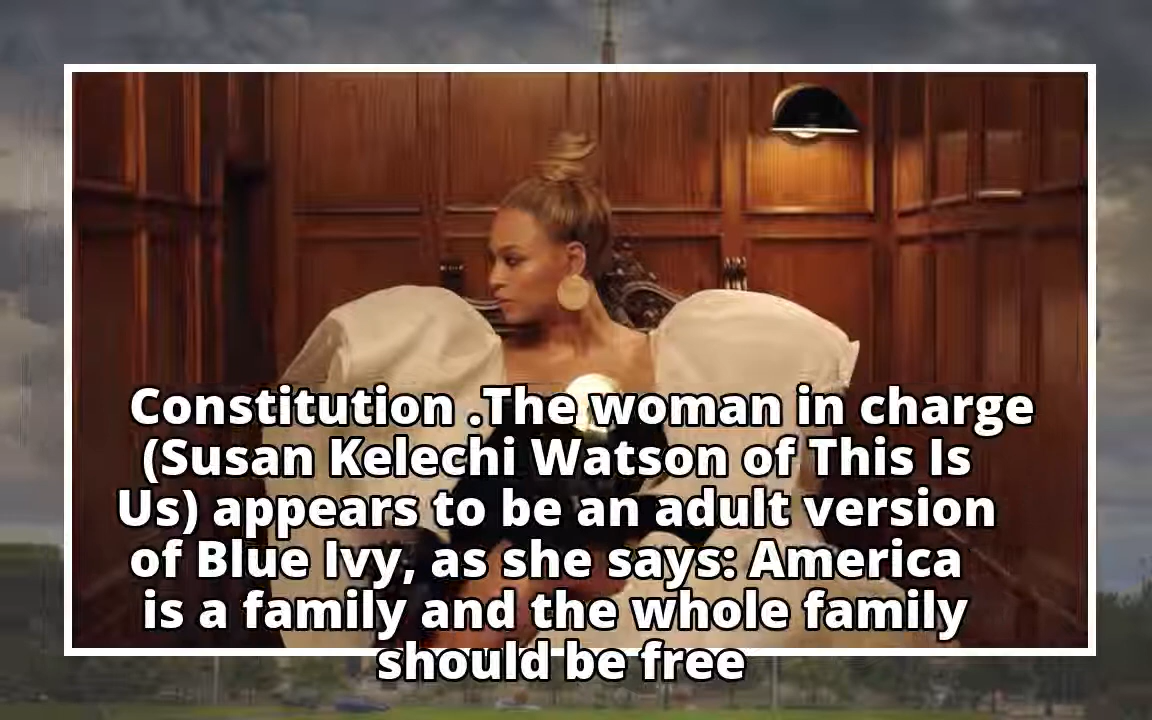 Constitution .The woman in charge
(Susan Kelechi Watson of This Is
Us) appears to be an adult version
of Blue Ivy, as she says: America
is a family and the whole family
should be free